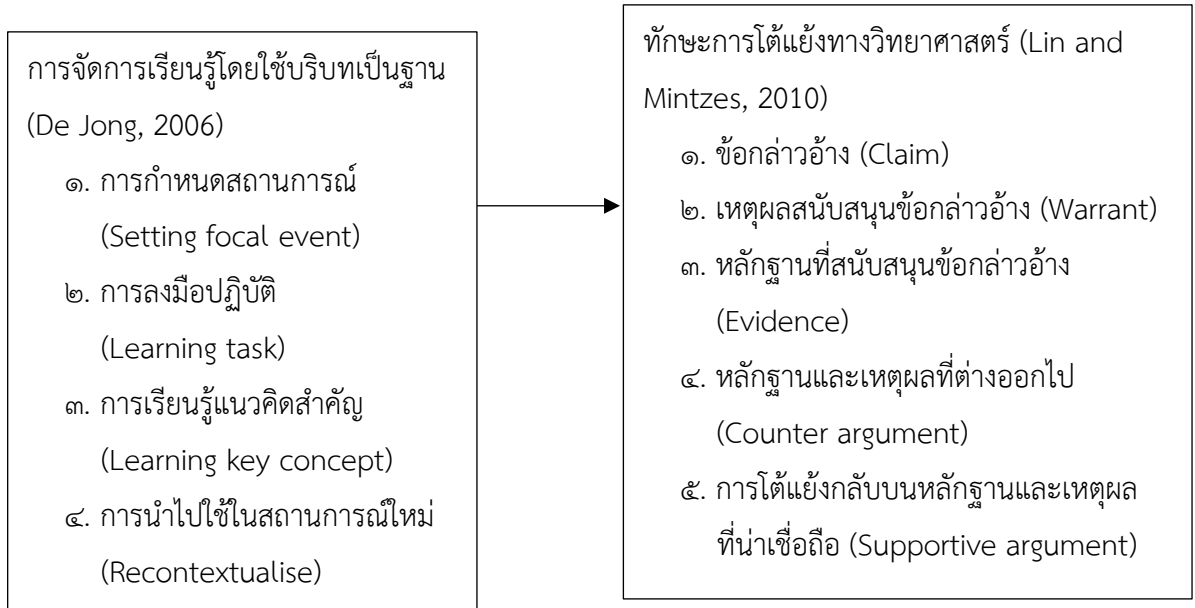 การจัดการเรียนรู้โดยใช้บริบทเป็นฐาน
(De Jong, 2006)
๑. การกำหนดสถานการณ์
(Setting focal event)
๒. การลงมือปฏิบัติ
(Learning task)
๓. การเรียนรู้แนวคิดสำคัญ
(Learning key concept)
๔. การนำไปใช้ในสถานการณ์ใหม่
(Recontextualise)
ทักษะการโต้แย้งทางวิทยาศาสตร์ (Lin and
Mintzes, 2010)
๑. ข้อกล่าวอ้าง (Claim)
๒. เหตุผลสนับสนุนข้อกล่าวอ้าง (Warrant)
๓. หลักฐานที่สนับสนุนข้อกล่าวอ้าง
(Evidence)
๔. หลักฐานและเหตุผลที่ต่างออกไป
(Counter argument)
๕. การโต้แย้งกลับบนหลักฐานและเหตุผล
ที่น่าเชื่อถือ (Supportive argument)